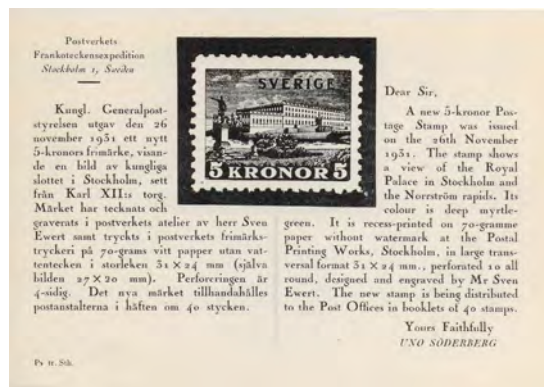 Postverkets
Frankoteckensexpedition
Stockholm 1, Sweden
Kungl. Generalpost-
styrelsen utgav den 26
november 1931 ett nytt
5-kronors frimärke, visan-
de en bild av kungliga
slottet i Stockholm, sett
från Karl XII:s torg.
Märket har tecknats och
graverats i postverkets atelier av herr Sven
Ewert samt tryckts i postverkets frimärks-
tryckeri på 70-grams vitt papper utan vat-
tentecken i storleken 31 × 24 mm (själva
bilden 27 × 20 mm). Perforeringen är
4-sidig. Det nya märket tillhandahålles
postanstalterna i häften om 40 stycken.
SVERIGE
5 KRONOR 5
Dear Sir,
A new 5-kronor Pos-
tage Stamp was issued
on the 26th November
1931. The stamp shows
a view of the Royal
Palace in Stockholm and
the Norrström rapids. Its
colour is deep myrtle-
green. It is recess-printed on 70-gramme
paper without watermark at the Postal
Printing Works, Stockholm, in large trans-
versal format 31 × 24 mm., perforated 10 all
round, designed and engraved by Mr Sven
Ewert. The new stamp is being distributed
to the Post Offices in booklets of 40 stamps.
Yours Faithfully
UNO SÖDERBERG
Pv tr. Sth.